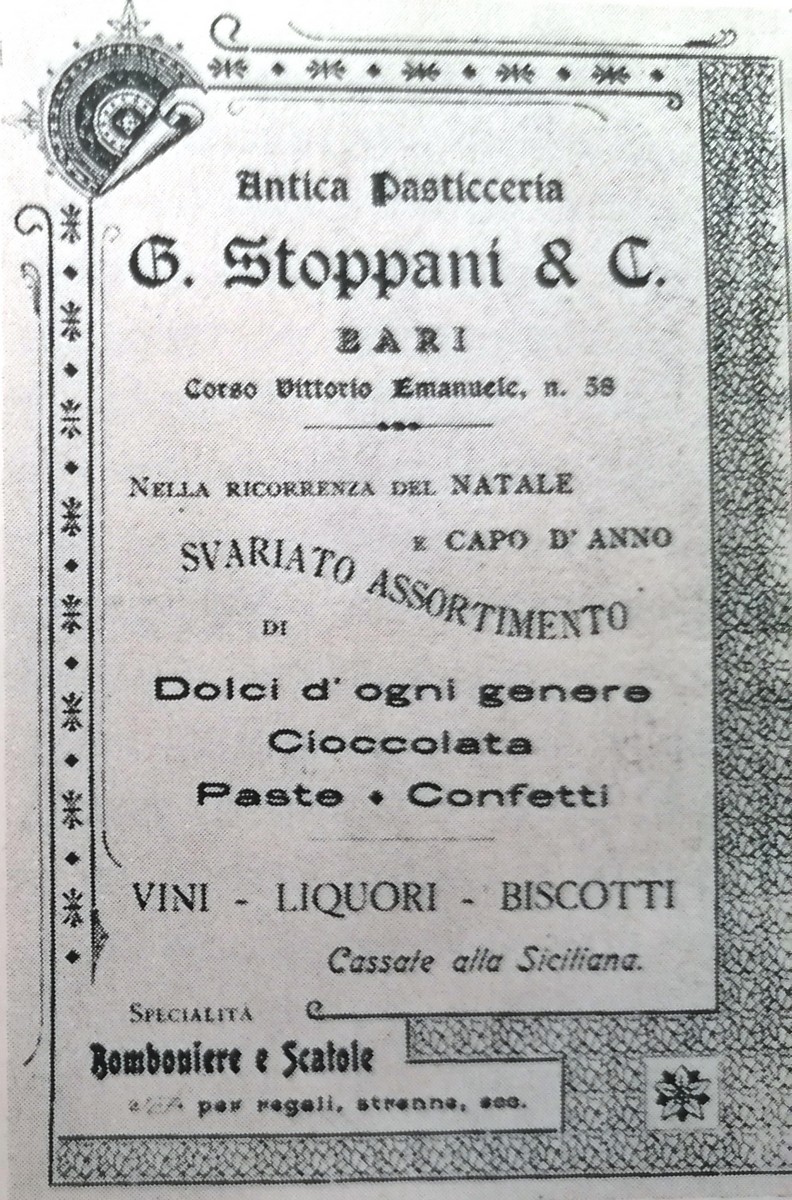 Antica Pasticceria
G. Stoppani & C.
BARI
Corso Vittorio Emanuele, n. 58
NELLA RICORRENZA DEL NATALE
E CAPO D' ANNO
SVARIATO ASSORTIMENTO
DI
Dolci d' ogni genere
Cioccolata
Paste • Confetti
VINI - LIQUORI - BISCOTTI
Cassate alla Siciliana.
SPECIALITÀ
Bomboniere e Scatole
per regali, strenne, ecc.